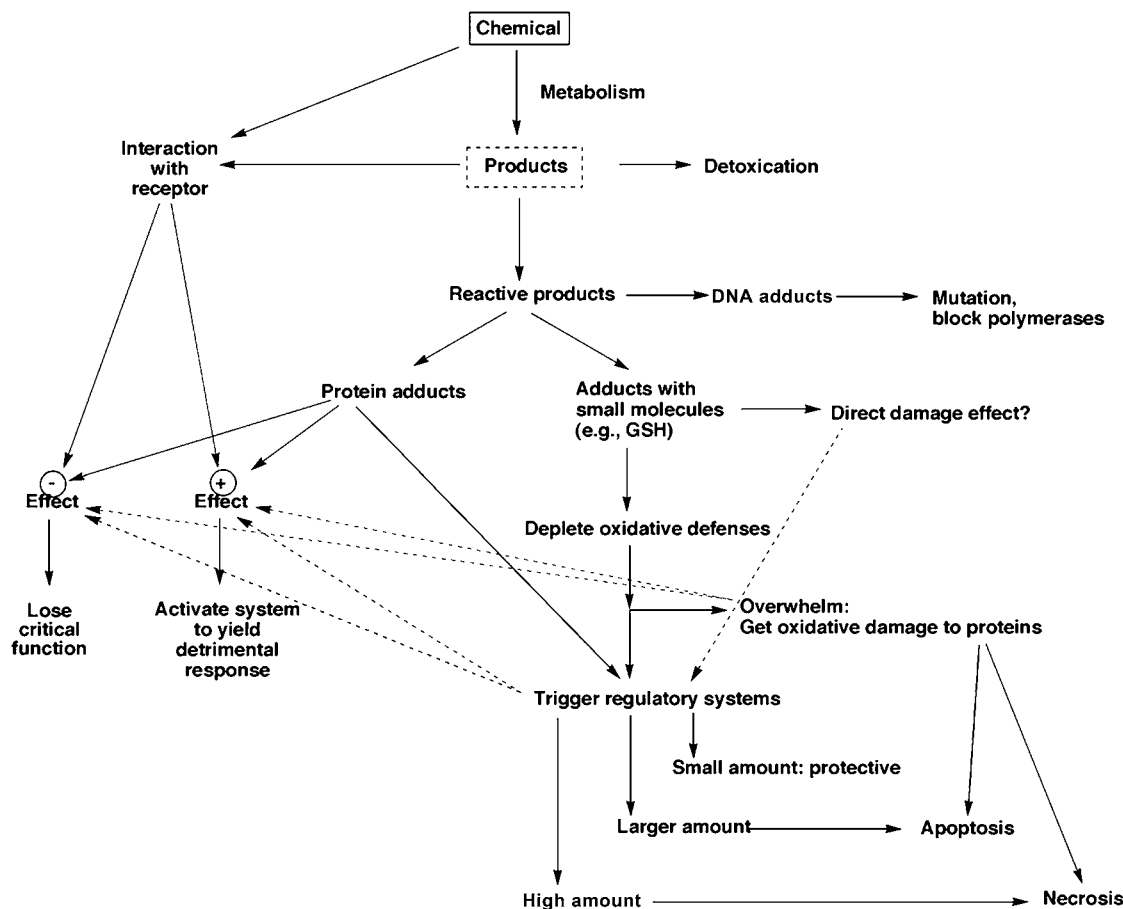 Chemical
Metabolism
Interaction
with
receptor
Products
Detoxication
Reactive products
DNA adducts
Mutation,
block polymerases
Protein adducts
Adducts with
small molecules
(e.g., GSH)
Direct damage effect?
-
Effect
+
Effect
Deplete oxidative defenses
Lose
critical
function
Activate system
to yield
detrimental
response
Overwhelm:
Get oxidative damage to proteins
Trigger regulatory systems
Small amount: protective
Larger amount
Apoptosis
High amount
Necrosis